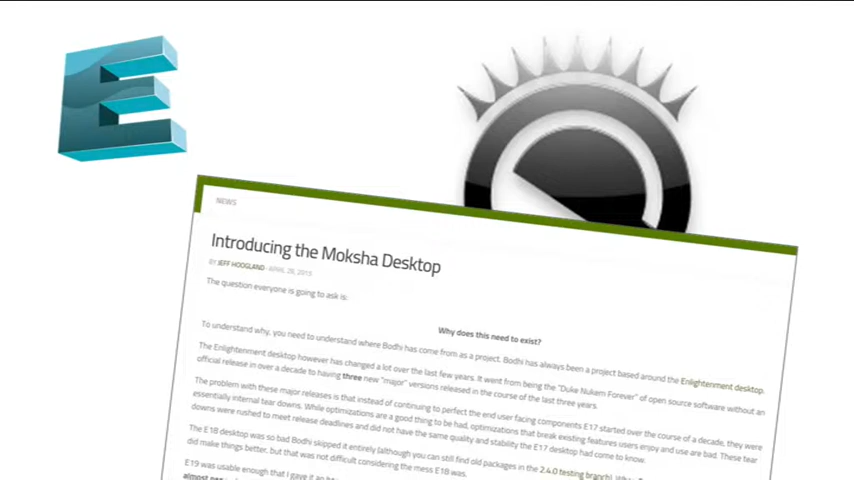 E
NEWS
Introducing the Moksha Desktop
BY JEFF HOOGLAND · APRIL 28, 2015
The question everyone is going to ask is:
Why does this need to exist?
To understand why, you need to understand where Bodhi has come from as a project. Bodhi has always been a project based around the Enlightenment desktop.
The Enlightenment desktop however has changed a lot over the last few years. It went from being the "Duke Nukem Forever" of open source software without an
official release in over a decade to having three new "major" versions released in the course of the last three years.
The problem with these major releases is that instead of continuing to perfect the end user facing components E17 started over the course of a decade, they were
essentially internal tear downs. While optimizations are a good thing to be had, optimizations that break existing features users enjoy and use are bad. These tear
downs were rushed to meet release deadlines and did not have the same quality and stability the E17 desktop had come to know.
The E18 desktop was so bad Bodhi skipped it entirely (although you can still find old packages in the 2.4.0 testing branch).
did make things better, but that was not difficult considering the mess E18 was.
E19 was usable enough that I gave it an
almost